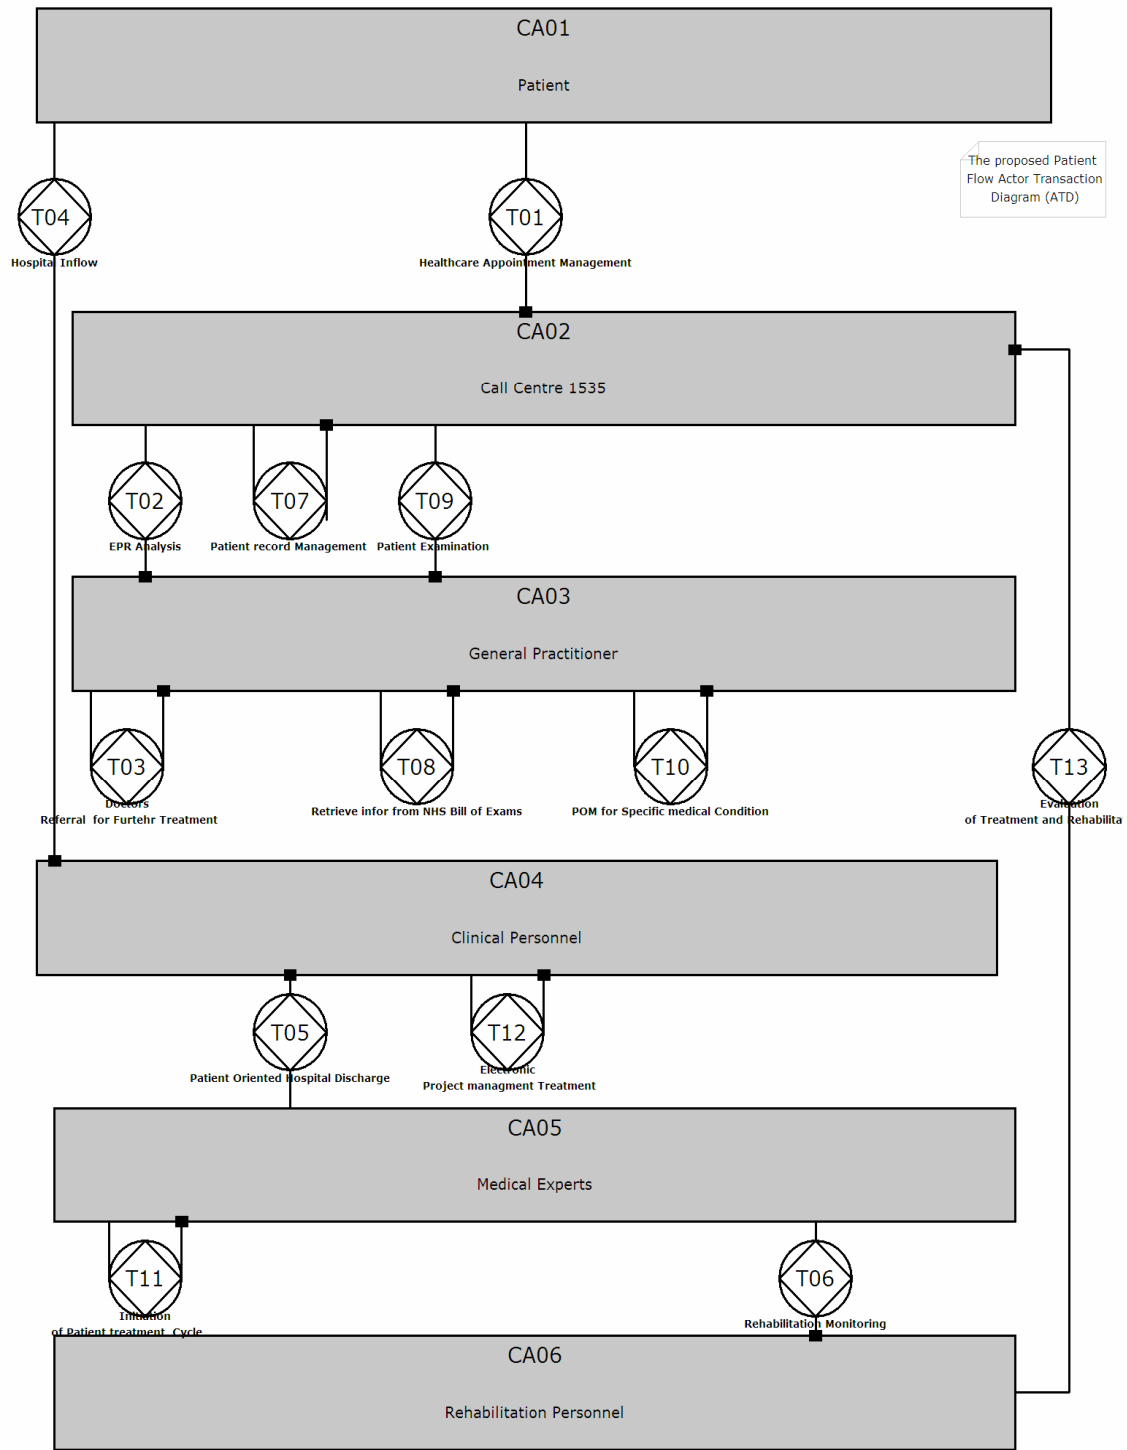 CA01
Patient
The proposed Patient
Flow Actor Transaction
Diagram (ATD)
T04
T01
Hospital Inflow
Healthcare Appointment Management
CA02
Call Centre 1535
T02
T07
T09
EPR Analysis
Patient record Management
Patient Examination
CA03
General Practitioner
T03
T08
T10
T13
Doctors
Referral for Furtehr Treatment
Retrieve infor from NHS Bill of Exams
POM for Specific medical Condition
Evaluation
of Treatment and Rehabilita
CA04
Clinical Personnel
T05
T12
Patient Oriented Hospital Discharge
Electronic
Project managment Treatment
CA05
Medical Experts
T11
T06
Initiation
of Patient treatment Cycle
Rehabilitation Monitoring
CA06
Rehabilitation Personnel